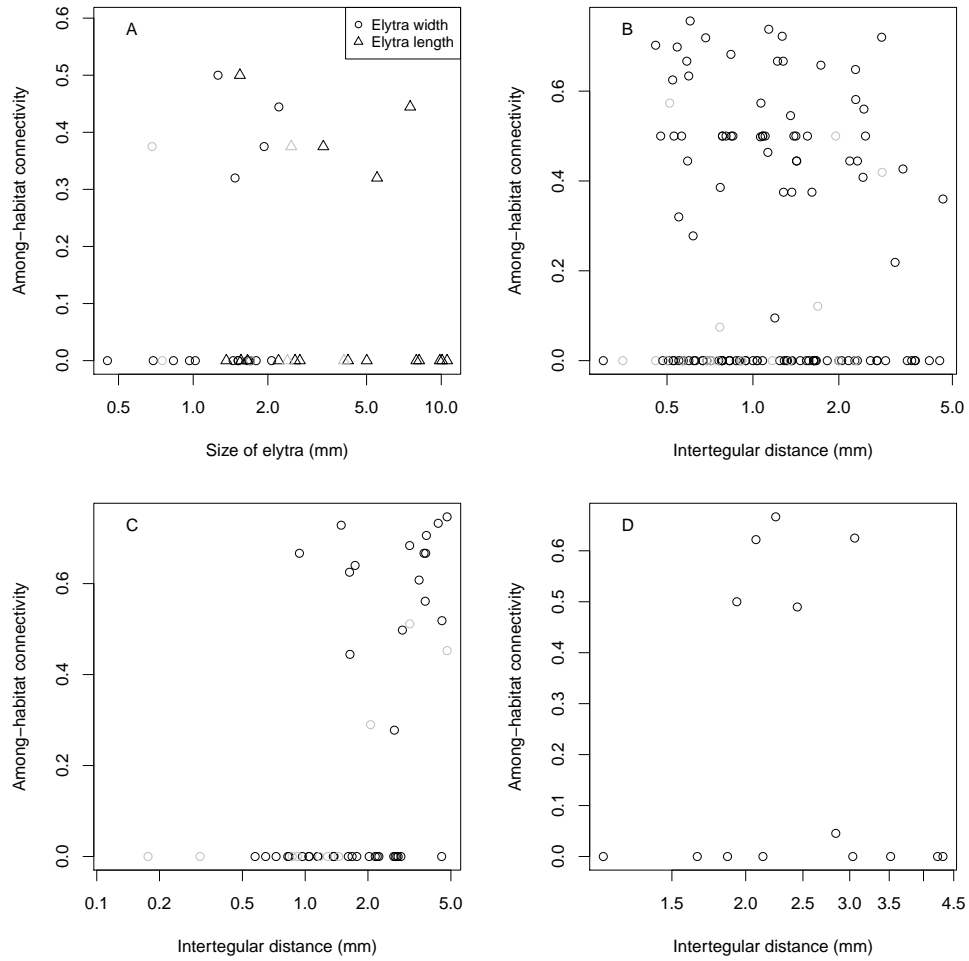 A
Elytra width
Elytra length
Among−habitat connectivity
0.6
0.5
0.4
0.3
0.2
0.1
0.0
0.5 1.0 2.0 5.0 10.0
Size of elytra (mm)
B
Among−habitat connectivity
0.6
0.4
0.2
0.0
0.5 1.0 2.0 5.0
Intertegular distance (mm)
C
Among−habitat connectivity
0.6
0.4
0.2
0.0
0.1 0.2 0.5 1.0 2.0 5.0
Intertegular distance (mm)
D
Among−habitat connectivity
0.6
0.5
0.4
0.3
0.2
0.1
0.0
1.5 2.0 2.5 3.0 3.5 4.5
Intertegular distance (mm)